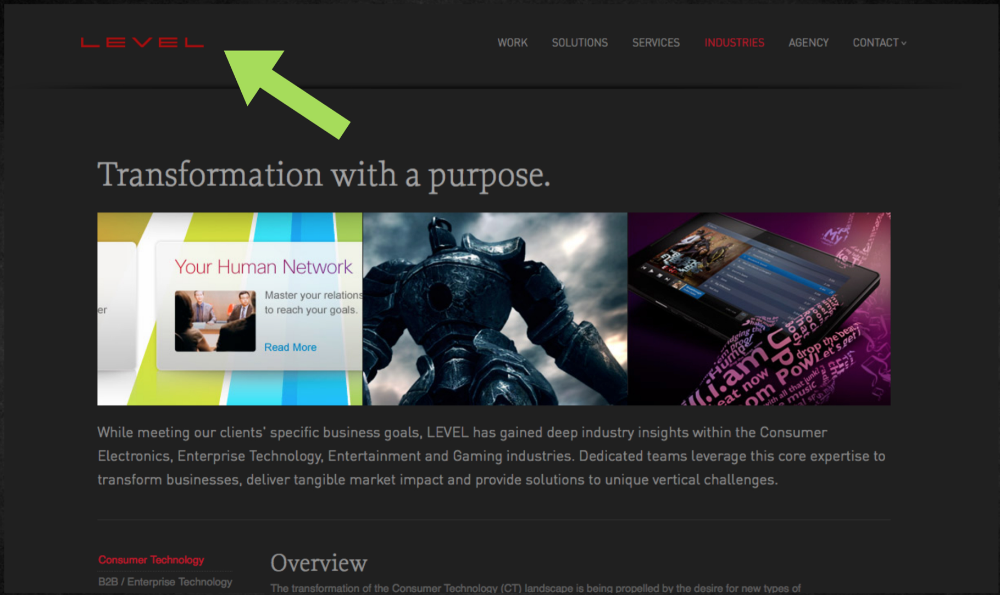 LEVEL
WORK SOLUTIONS SERVICES INDUSTRIES AGENCY CONTACT
Transformation with a purpose.
er
Your Human Network
Master your relations
to reach your goals.
Read More
My
drop the beat
Let's get
POW!
UP
i.am
eat now
with all that junk
music
While meeting our clients' specific business goals, LEVEL has gained deep industry insights within the Consumer
Electronics, Enterprise Technology, Entertainment and Gaming industries. Dedicated teams leverage this core expertise to
transform businesses, deliver tangible market impact and provide solutions to unique vertical challenges.
Consumer Technology
B2B / Enterprise Technology
Overview
The transformation of the Consumer Technology (CT) landscape is being propelled by the desire for new types of